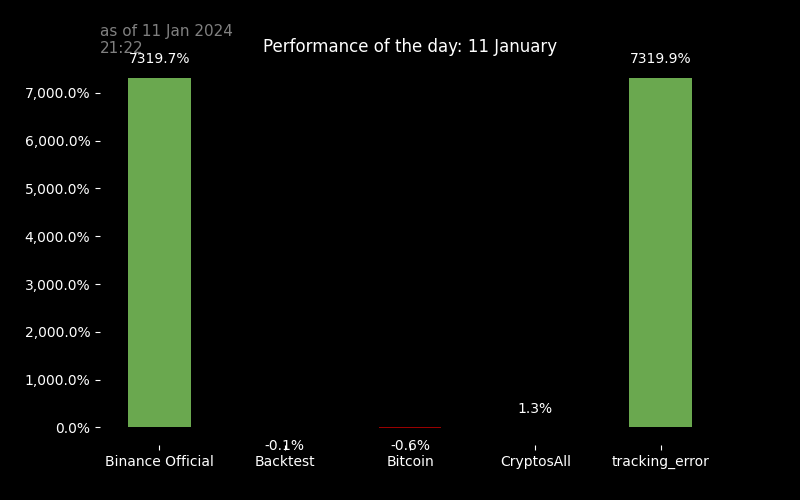 as of 11 Jan 2024
21:22
Performance of the day: 11 January
7319.7%
7319.9%
7,000.0%
6,000.0%
5,000.0%
4,000.0%
3,000.0%
2,000.0%
1,000.0%
1.3%
0.0%
-0.1%
-0.6%
Binance Official
Backtest
Bitcoin
CryptosAll
tracking_error